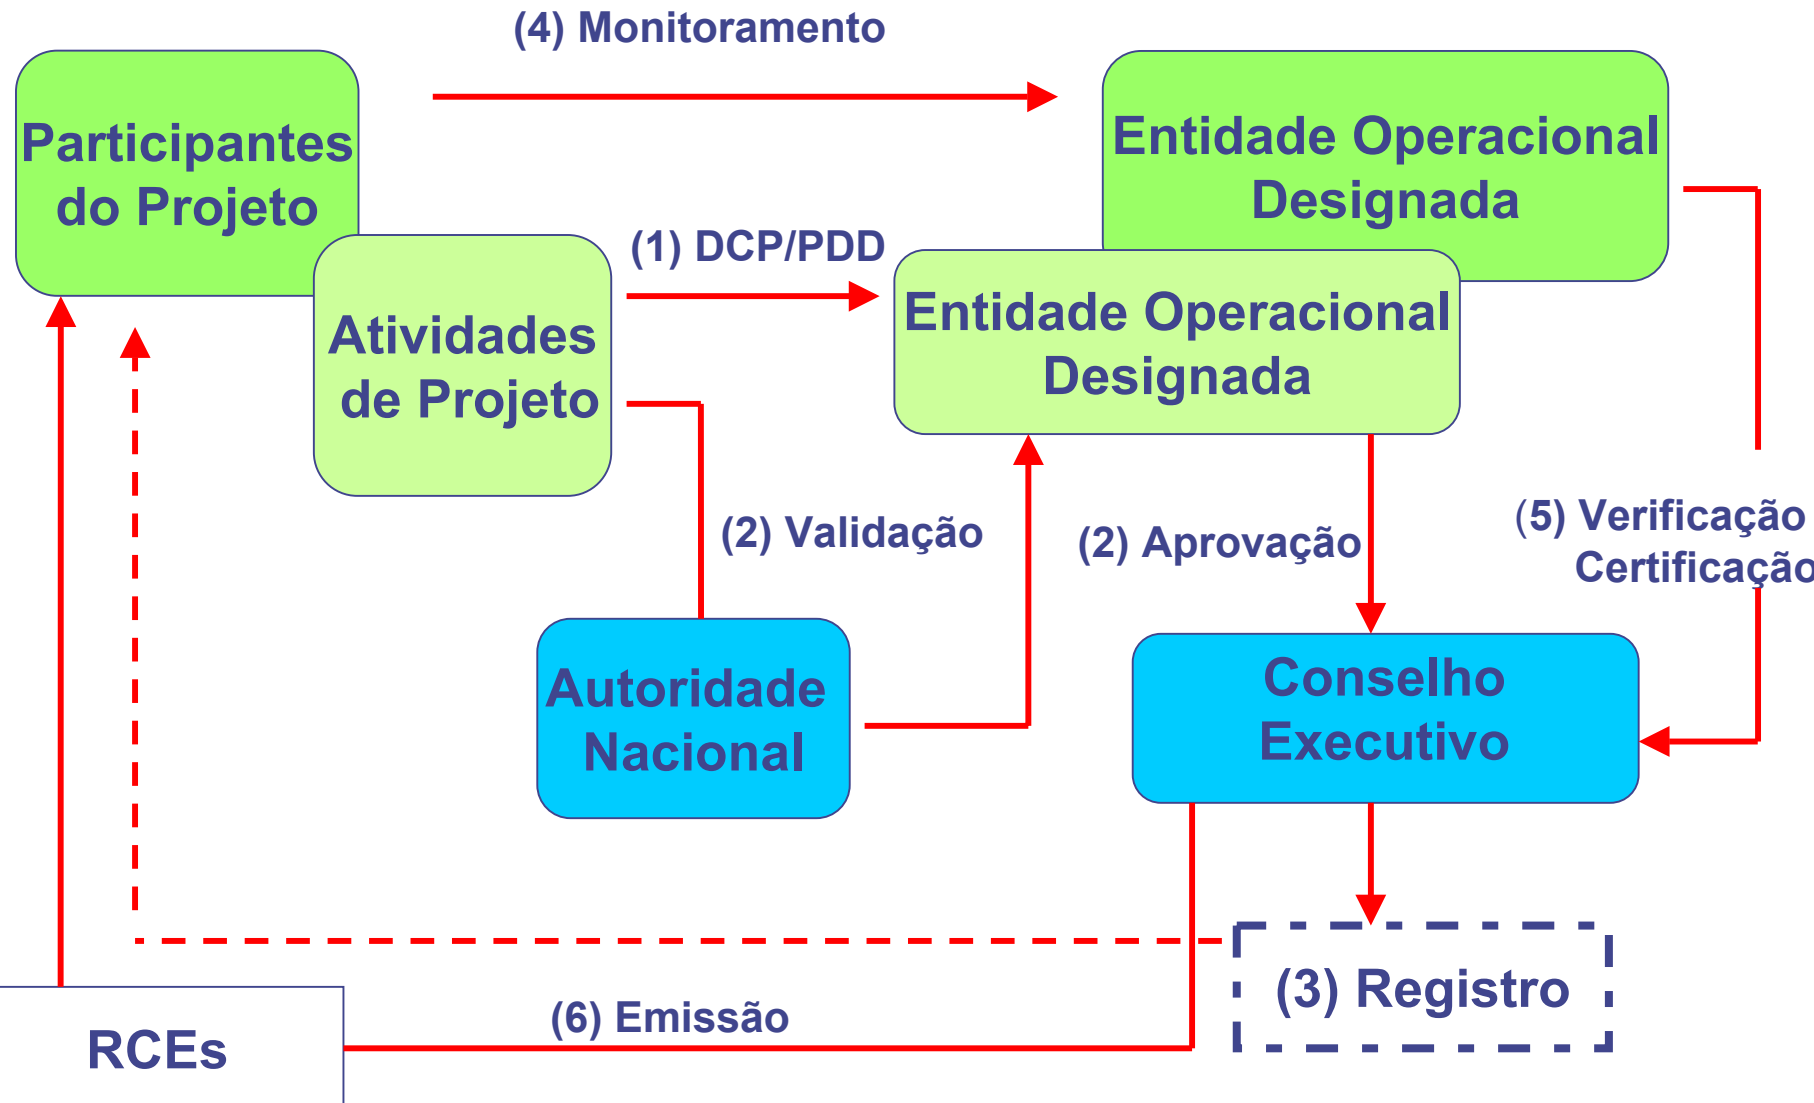 (4) Monitoramento
Participantes
do Projeto
Entidade Operacional
Designada
(1) DCP/PDD
Atividades
de Projeto
Entidade Operacional
Designada
(2) Validação
(2) Aprovação
(5) Verificação
Certificação
Autoridade
Nacional
Conselho
Executivo
(3) Registro
(6) Emissão
RCEs